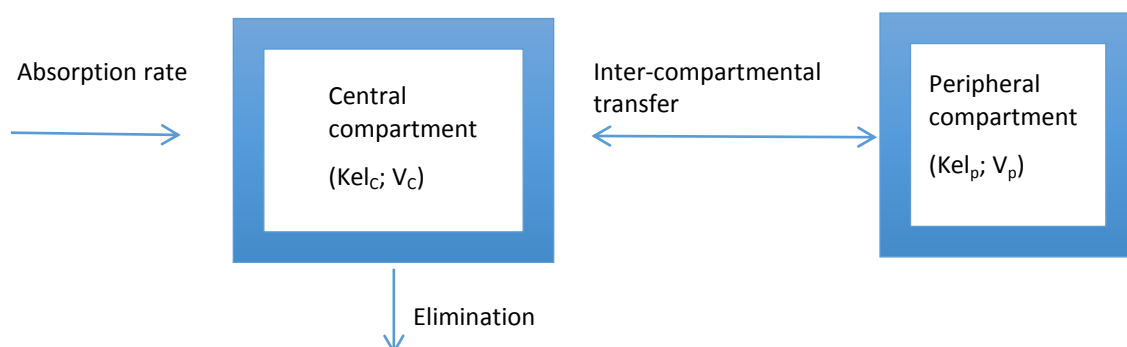 Absorption rate
Central
compartment
(Kel_C; V_C)
Inter-compartmental
transfer
Peripheral
compartment
(Kel_p; V_p)
Elimination